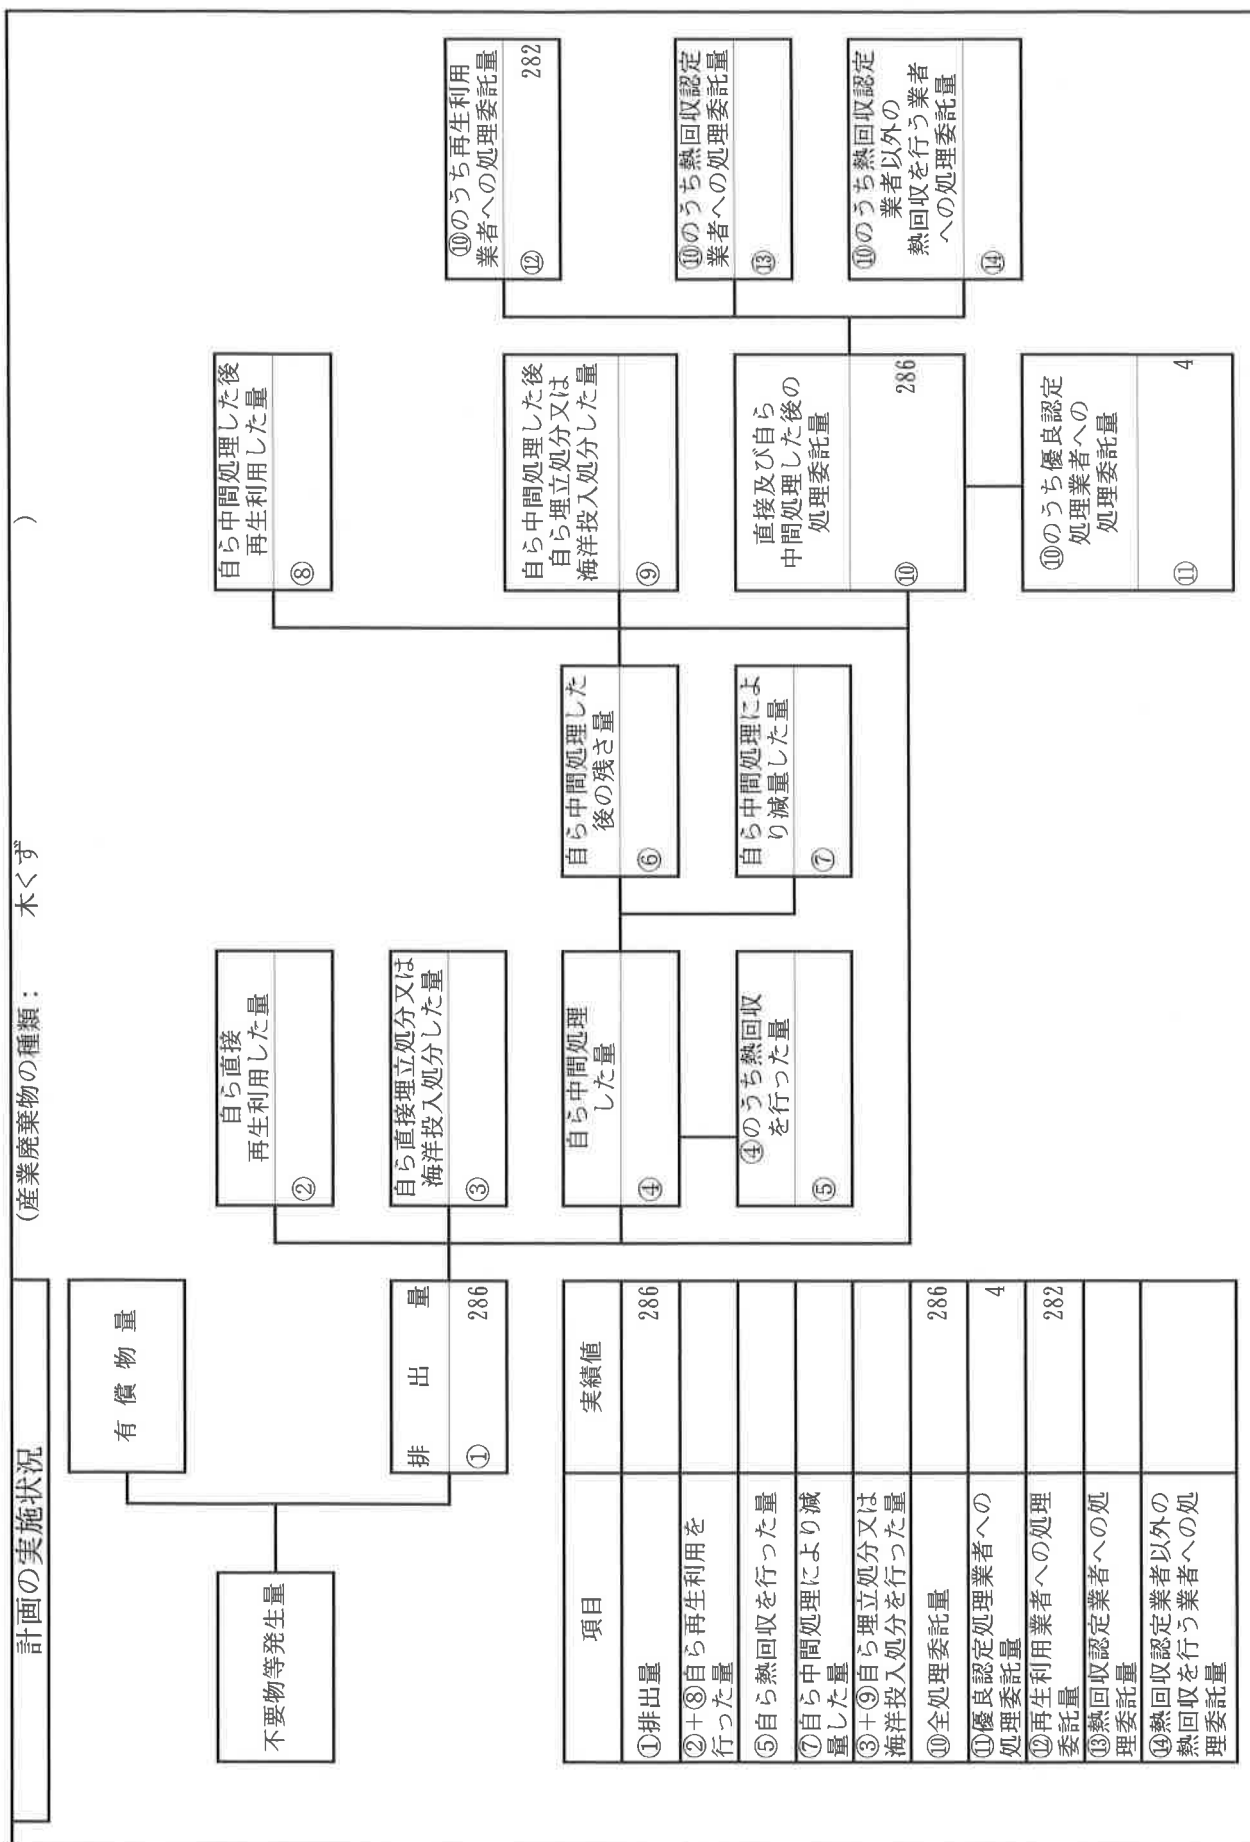 計画の実施状況
(産業廃棄物の種類: 木くず )
不要物等発生量
有償物量
排出量
① 286
自ら直接
再生利用した量
②
自ら直接埋立処分又は
海洋投入処分した量
③
自ら中間処理
した量
④
④のうち熱回収
を行った量
⑤
自ら中間処理した
後の残さ量
⑥
自ら中間処理によ
り減量した量
⑦
自ら中間処理した後
再生利用した量
⑧
自ら中間処理した後
自ら埋立処分又は
海洋投入処分した量
⑨
直接及び自ら
中間処理した後の
処理委託量
⑩ 286
⑩のうち優良認定
処理業者への
処理委託量
⑪ 4
⑩のうち再生利用
業者への処理委託量
⑫ 282
⑩のうち熱回収認定
業者への処理委託量
⑬
⑩のうち熱回収認定
業者以外の
熱回収を行う業者
への処理委託量
⑭
項目 実績値
①排出量 286
②+⑧自ら再生利用を
行った量
⑤自ら熱回収を行った量
⑦自ら中間処理により減
量した量
③+⑨自ら埋立処分又は
海洋投入処分を行った量
⑩全処理委託量 286
⑪優良認定処理業者への
処理委託量 4
⑫再生利用業者への処理
委託量 282
⑬熱回収認定業者への処
理委託量
⑭熱回収認定業者以外の
熱回収を行う業者への処
理委託量